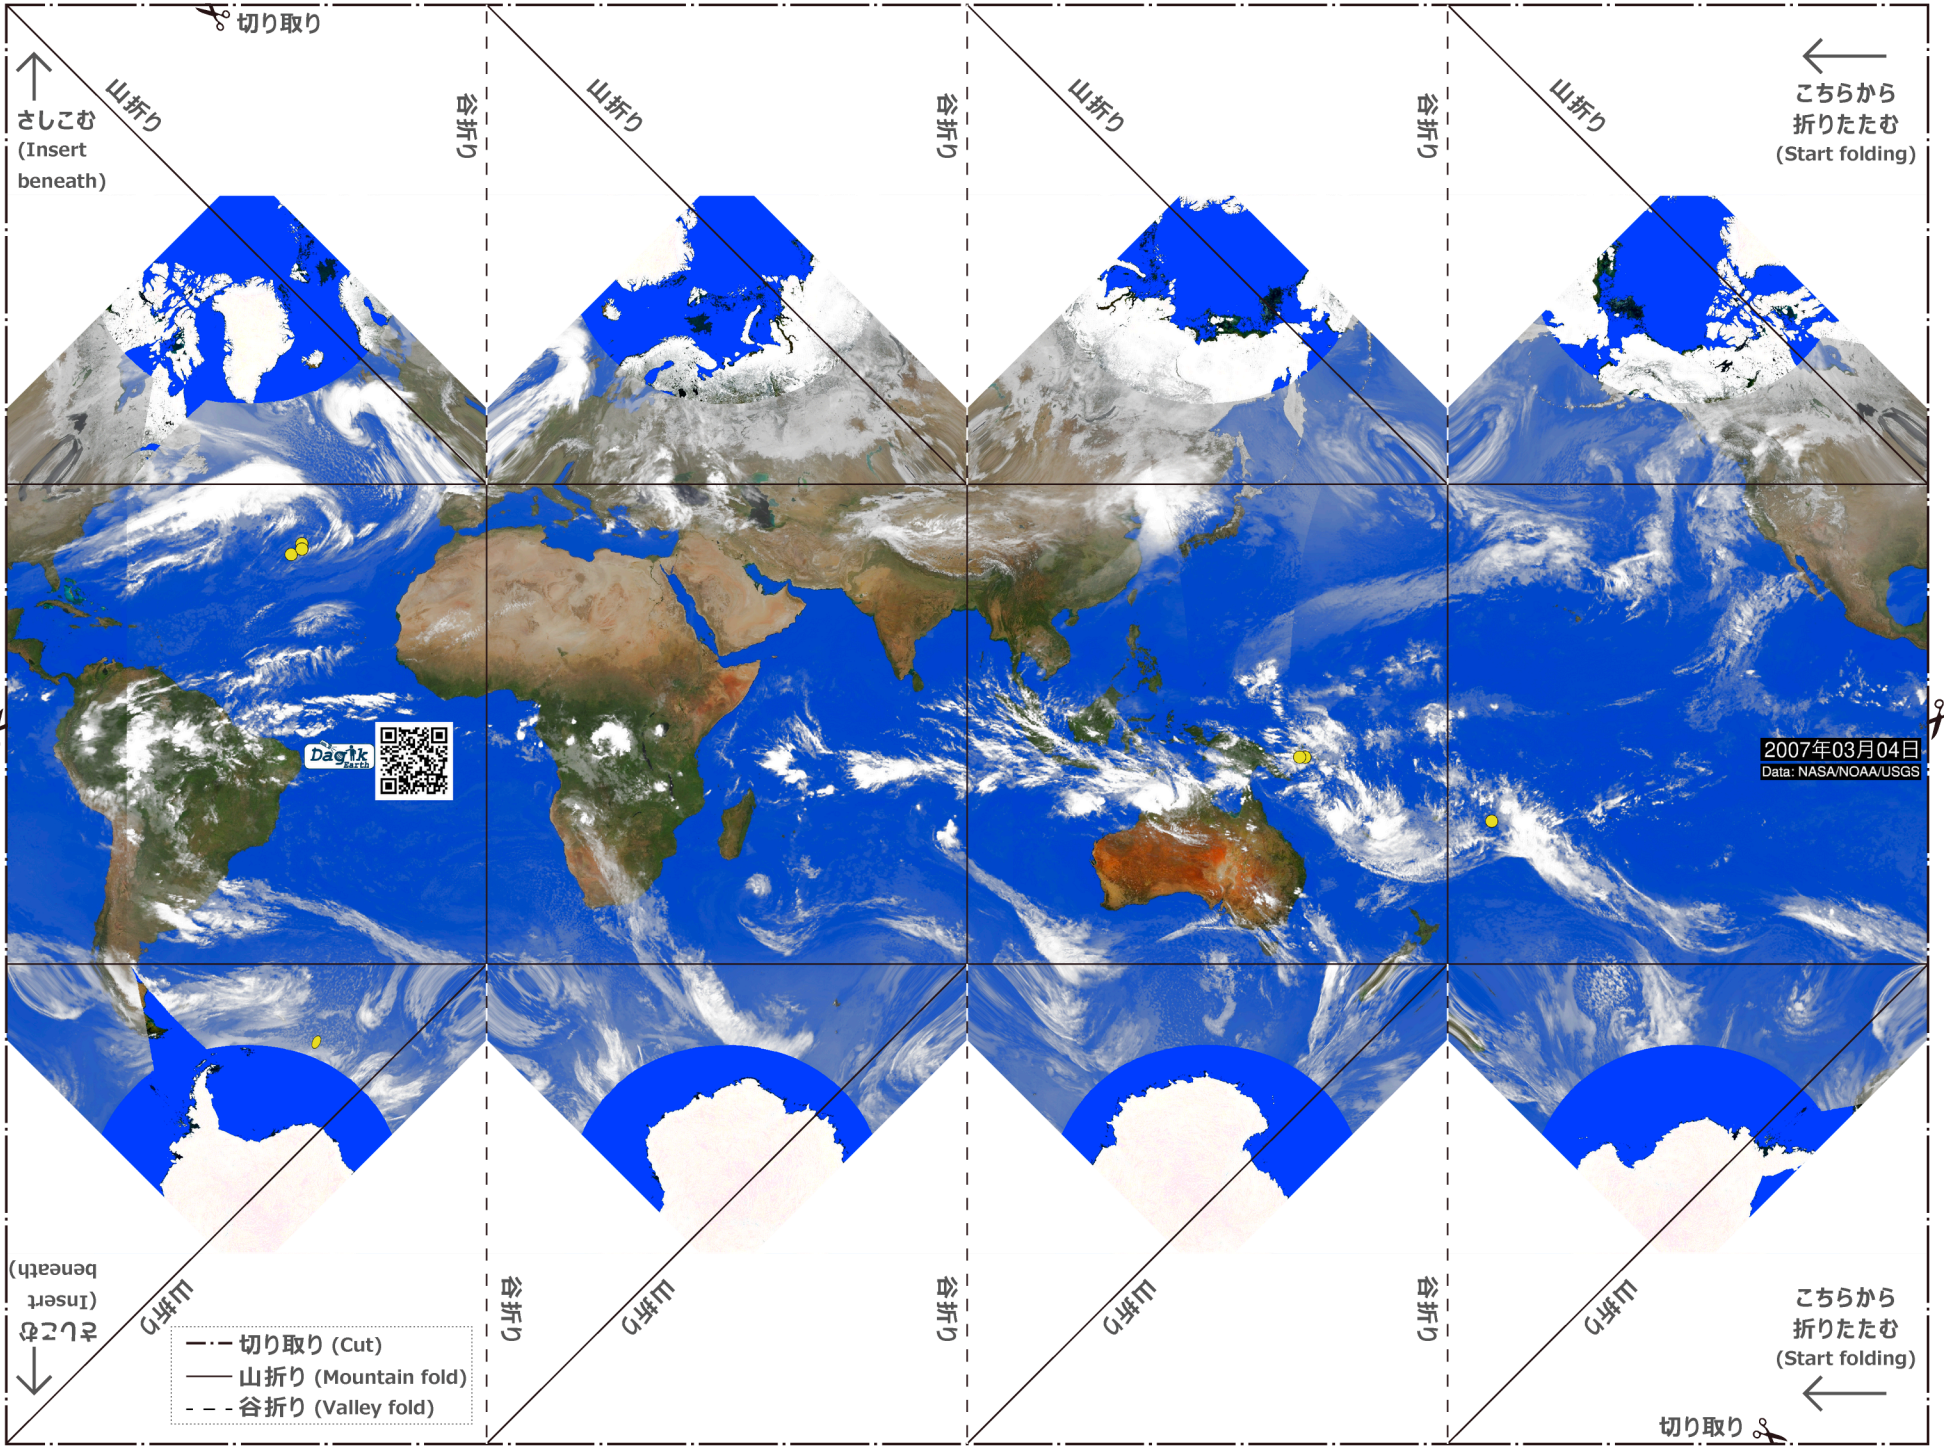 切り取り
山折り
谷折り
山折り
谷折り
山折り
谷折り
山折り
こちらから
折りたたむ
(Start folding)
さしこむ
(Insert
beneath)
Dagik
Earth
2007年03月04日
Data: NASA/NOAA/USGS
さしこむ
(Insert
beneath)
山折り
谷折り
山折り
谷折り
山折り
谷折り
山折り
こちらから
折りたたむ
(Start folding)
切り取り (Cut)
山折り (Mountain fold)
谷折り (Valley fold)
切り取り